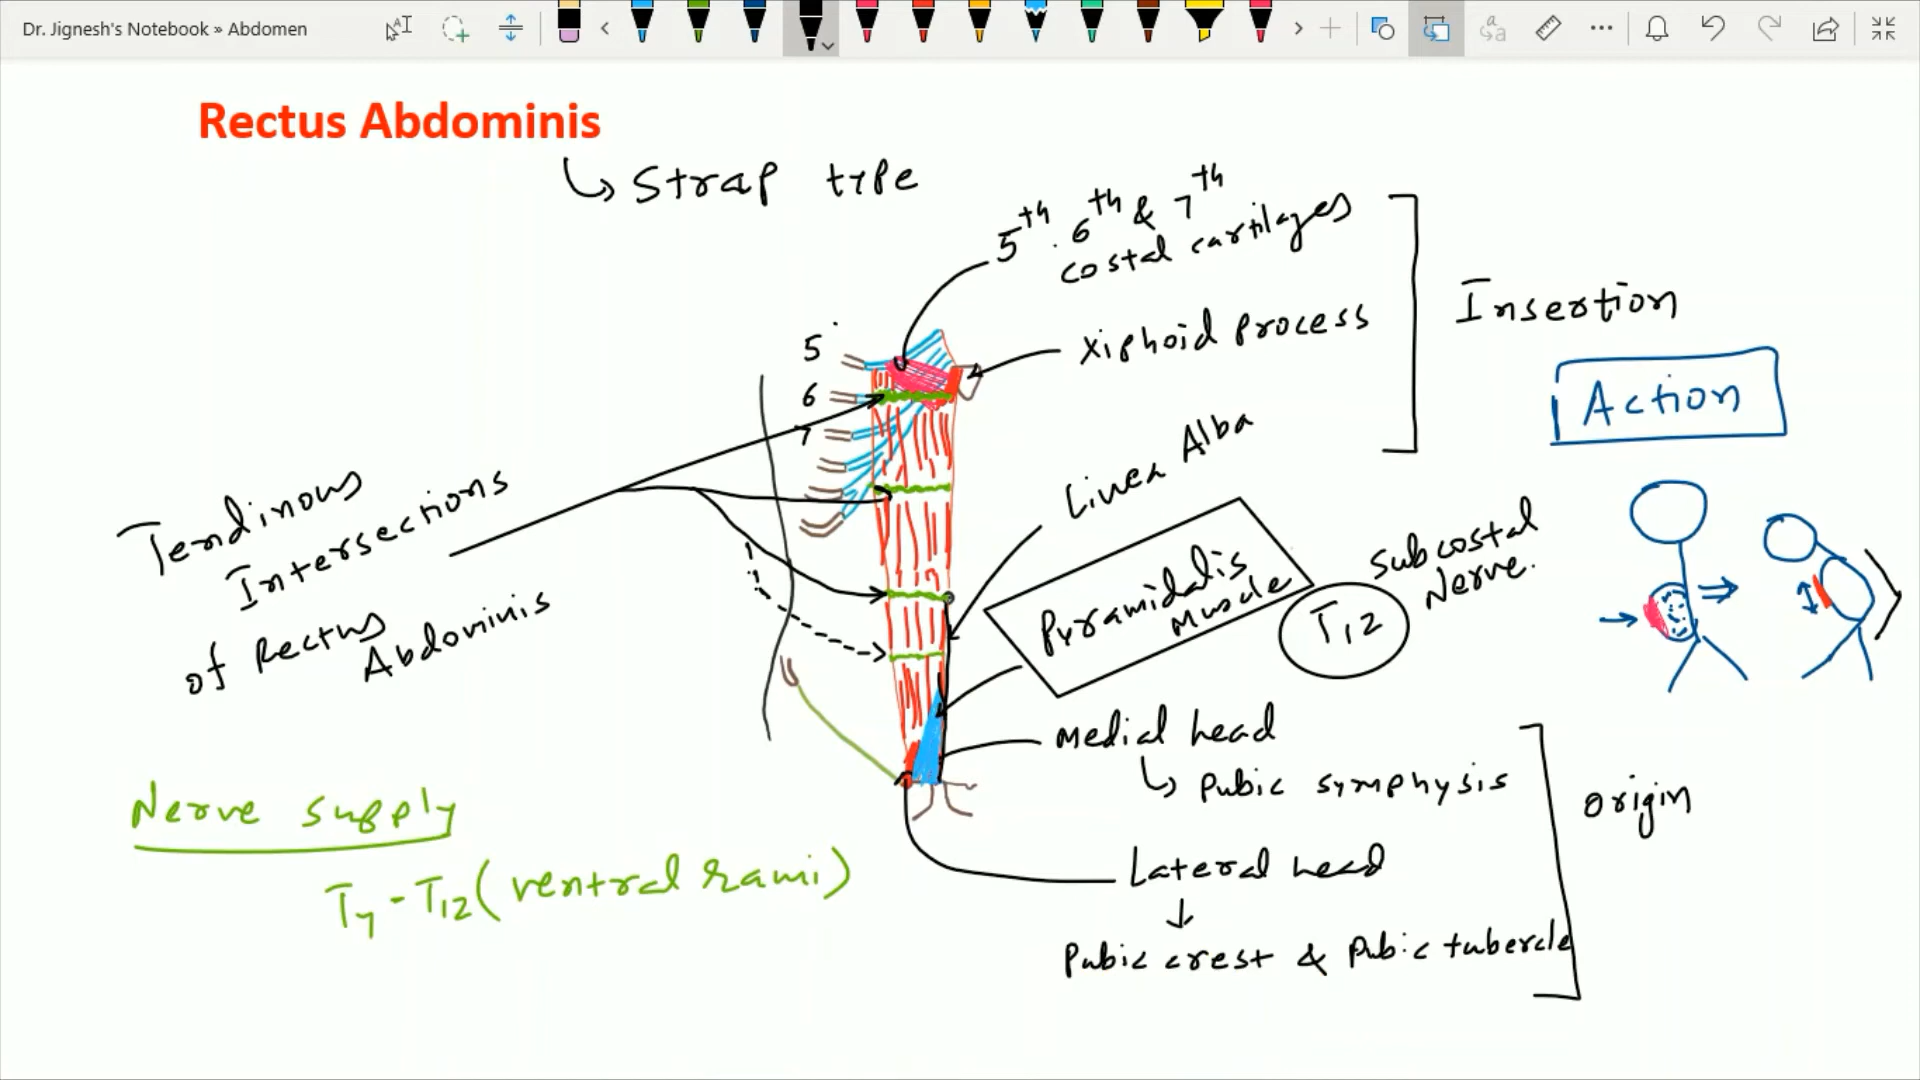 Dr. Jignesh's Notebook » Abdomen
Rectus Abdominis
↳ Strap type
5th. 6th & 7th
costal cartilages
Xiphoid process
Insertion
Action
5
6
7
Linea Alba
Tendinous
Intersections
of Rectus
Abdominis
Pyramidalis
Muscle
T12
Subcostal
Nerve.
Medial head
↳ Pubic symphysis
Origin
Lateral head
↓
Pubic crest & Pubic tubercle
Nerve supply
T7 - T12 (ventral rami)